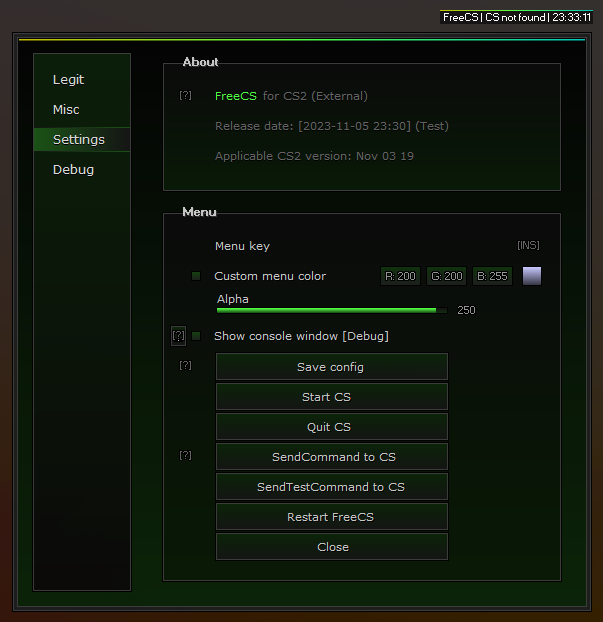 FreeCS | CS not found | 23:33:11
Legit
Misc
Settings
Debug
About
[?] FreeCS for CS2 (External)
Release date: [2023-11-05 23:30] (Test)
Applicable CS2 version: Nov 03 19
Menu
Menu key [INS]
Custom menu color R: 200 G: 200 B: 255
Alpha
250
[?] Show console window [Debug]
[?] Save config
Start CS
Quit CS
[?] SendCommand to CS
SendTestCommand to CS
Restart FreeCS
Close